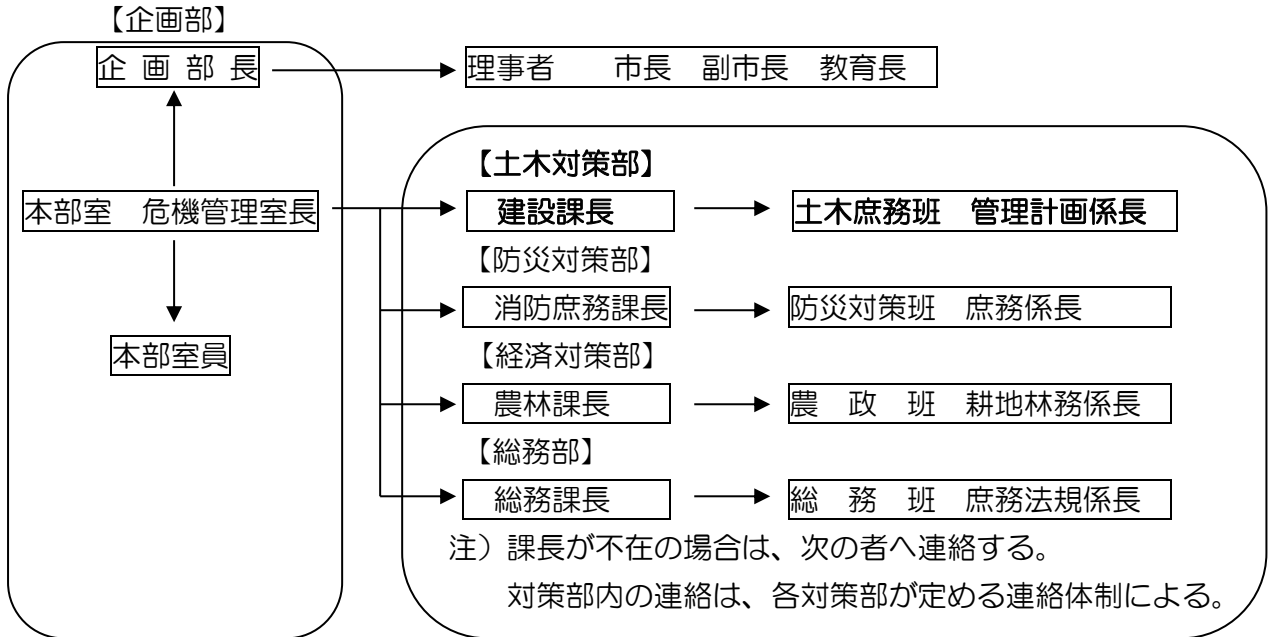 【企画部】
企 画 部 長
理事者　　市長　副市長　教育長
【土木対策部】
本部室　危機管理室長
建設課長
土木庶務班　管理計画係長
【防災対策部】
消防庶務課長
防災対策班　庶務係長
本部室員
【経済対策部】
農林課長
農　政　班　耕地林務係長
【総務部】
総務課長
総　務　班　庶務法規係長
注）課長が不在の場合は、次の者へ連絡する。
対策部内の連絡は、各対策部が定める連絡体制による。